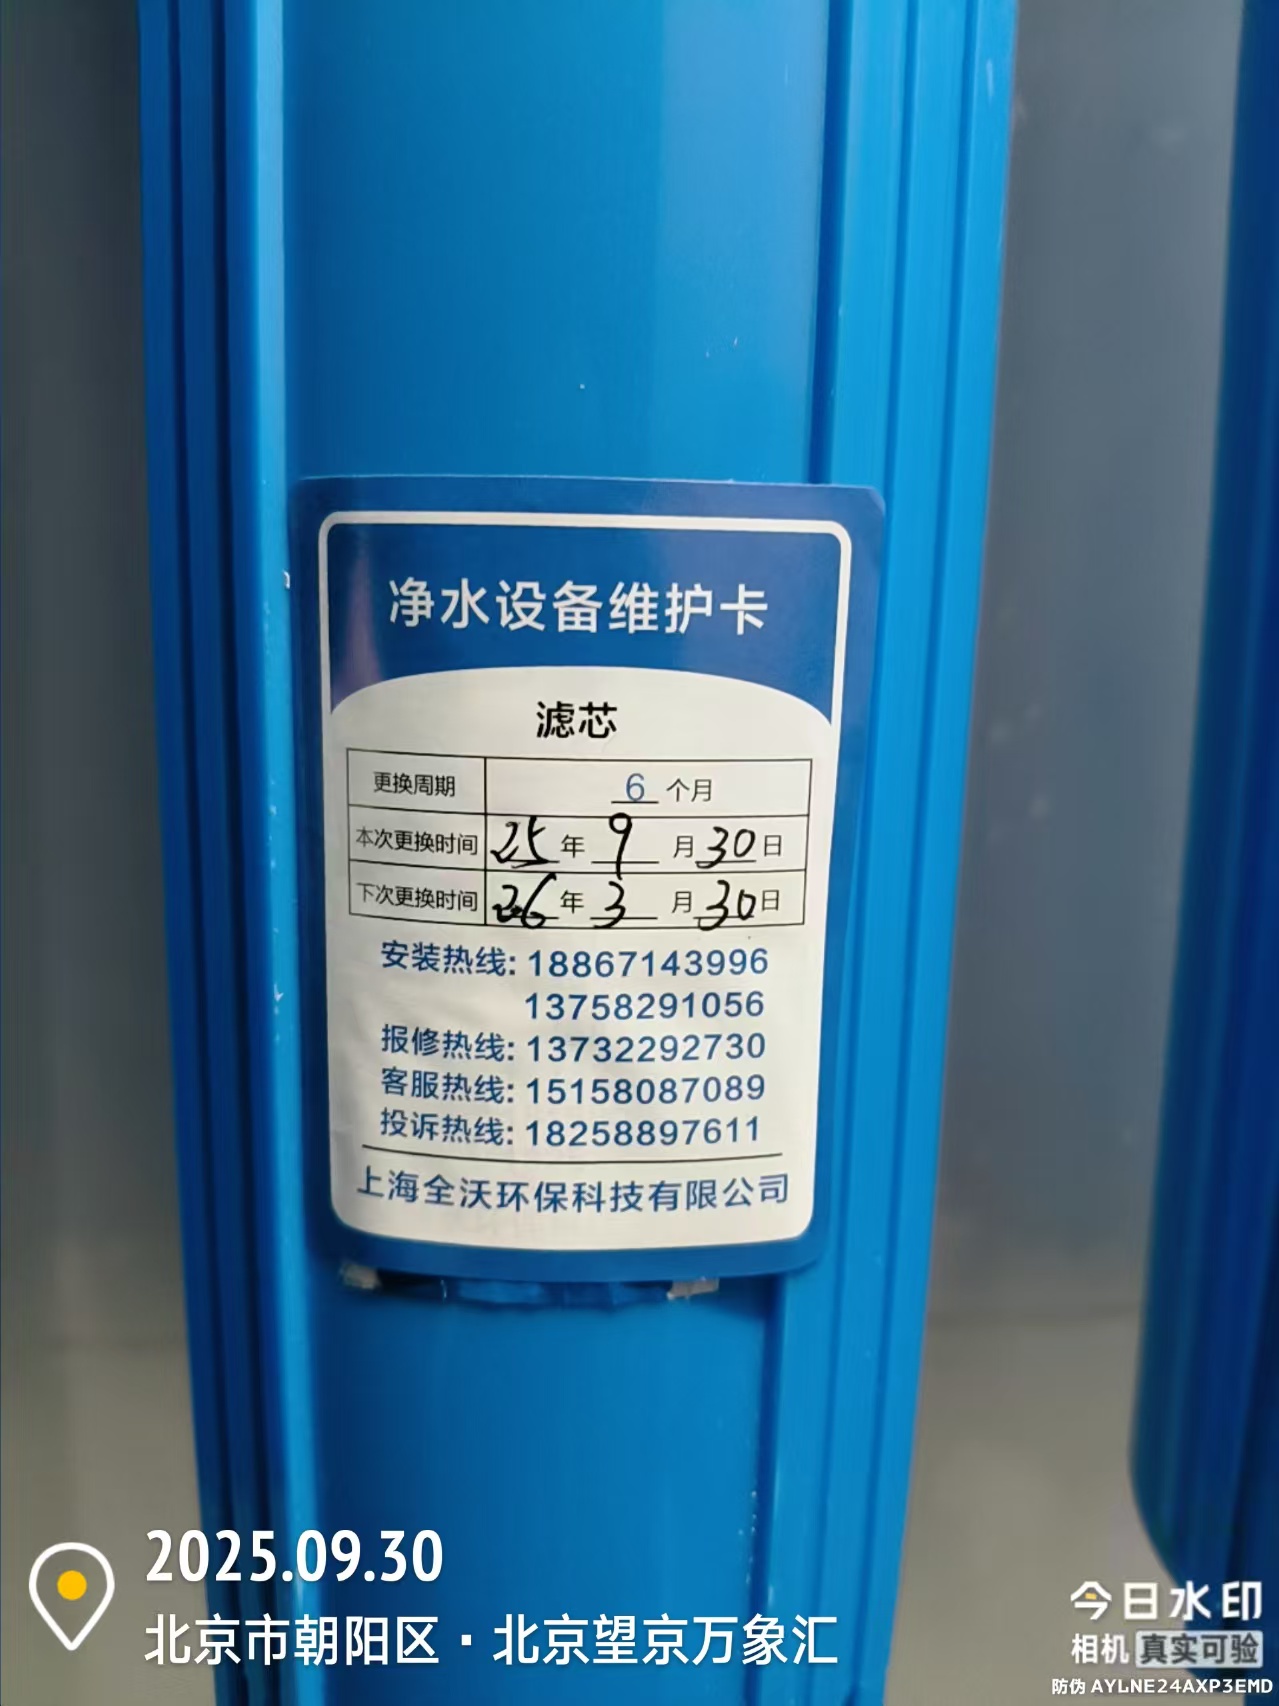 净水设备维护卡
滤芯
更换周期 6 个月
本次更换时间 25 年 9 月 30 日
下次更换时间 26 年 3 月 30 日
安装热线: 18867143996
13758291056
报修热线: 13732292730
客服热线: 15158087089
投诉热线: 18258897611
上海全沃环保科技有限公司
2025.09.30
北京市朝阳区·北京望京万象汇
今日水印
相机 真实可验
防伪 AYLNE24AXP3EMD